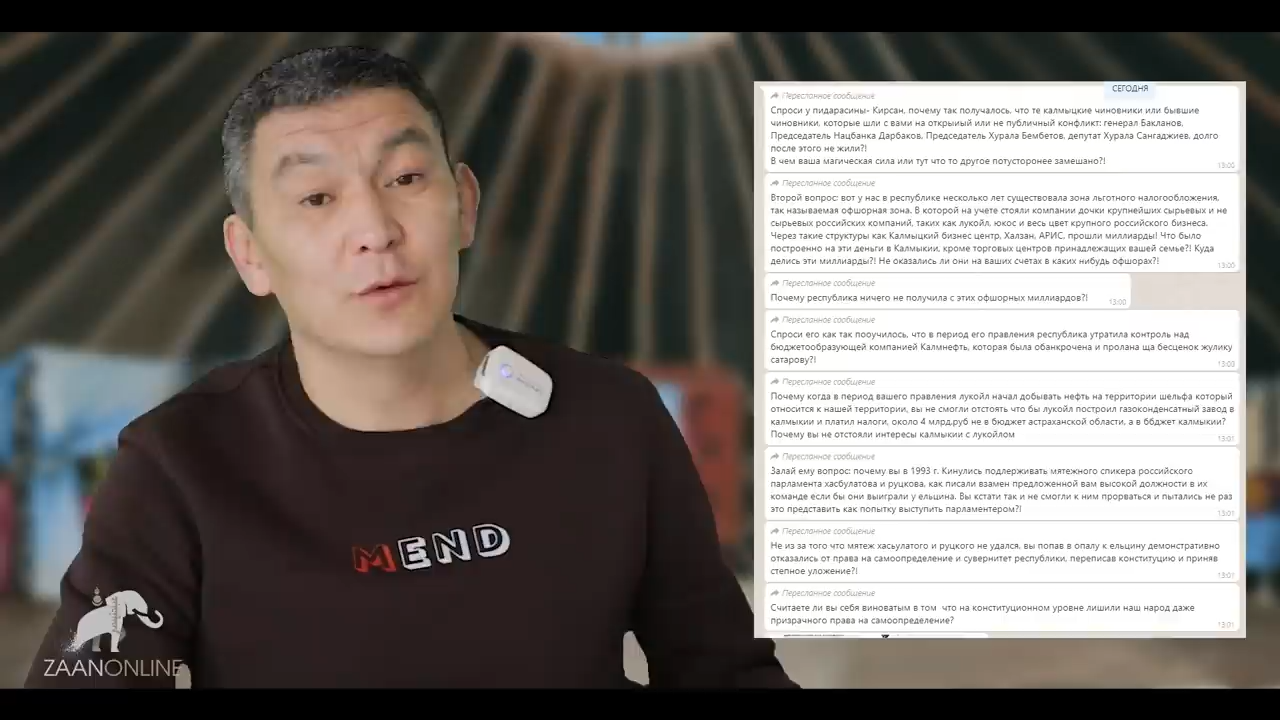 СЕГОДНЯ
Пересланное сообщение
Спроси у пидарасины- Кирсан, почему так получалось, что те калмыцкие чиновники или бывшие
чиновники, которые шли с вами на открыиый или не публичный конфликт: генерал Бакланов,
Председатель Нацбанка Дарбаков, Председатель Хурала Бембетов, депутат Хурала Сангаджиев, долго
после этого не жили?!
В чем ваша магическая сила или тут что то другое потусторонее замешано?!
13:00
Пересланное сообщение
Второй вопрос: вот у нас в республике несколько лет существовала зона льготного налогообложения,
так называемая офшорная зона. В которой на учете стояли компании дочки крупнейших сырьевых и не
сырьевых российских компаний, таких как лукойл, юкос и весь цвет крупного российского бизнеса.
Через такие структуры как Калмыцкий бизнес центр, Халзан, АРИС, прошли миллиарды! Что было
построенно на эти деньги в Калмыкии, кроме торговых центров принадлежащих вашей семье?! Куда
делись эти миллиарды?! Не оказались ли они на ваших счетах в каких нибудь офшорах?!
13:00
Пересланное сообщение
Почему республика ничего не получила с этих офшорных миллиардов?!
13:00
Пересланное сообщение
Спроси его как так пооучилось, что в период его правления республика утратила контроль над
бюджетообразующей компанией Калмнефть, которая была обанкрочена и пролана ща бесценок жулику
сатарову?!
13:03
Пересланное сообщение
Почему когда в период вашего правления лукойл начал добывать нефть на территории шельфа который
относится к нашей территории, вы не смогли отстоять что бы лукойл построил газоконденсатный завод в
калмыкии и платил налоги, около 4 млрд.руб не в бюджет астраханской области, а в ббджет калмыкии?
Почему вы не отстояли интересы калмыкии с лукойлом
13:01
Пересланное сообщение
Залай ему вопрос: почему вы в 1993 г. Кинулись подлерживать мятежного спикера российского
парламента хасбулатова и руцкова, как писали взамен предложенной вам высокой должности в их
команде если бы они выиграли у ельцина. Вы кстати так и не смогли к ним прорваться и пытались не раз
это представить как попытку выступить парламентером?!
13:01
Пересланное сообщение
Не из за того что мятеж хасьулатого и руцкого не удался, вы попав в опалу к ельцину демонстративно
отказались от права на самоопределение и сувернитет республики, переписав конституцию и приняв
степное уложение?!
13:01
Пересланное сообщение
Считаете ли вы себя виноватым в том что на конституционном уровне лишили наш народ даже
призрачного права на самоопределение?
13:01
MEND
ZAANONLINE